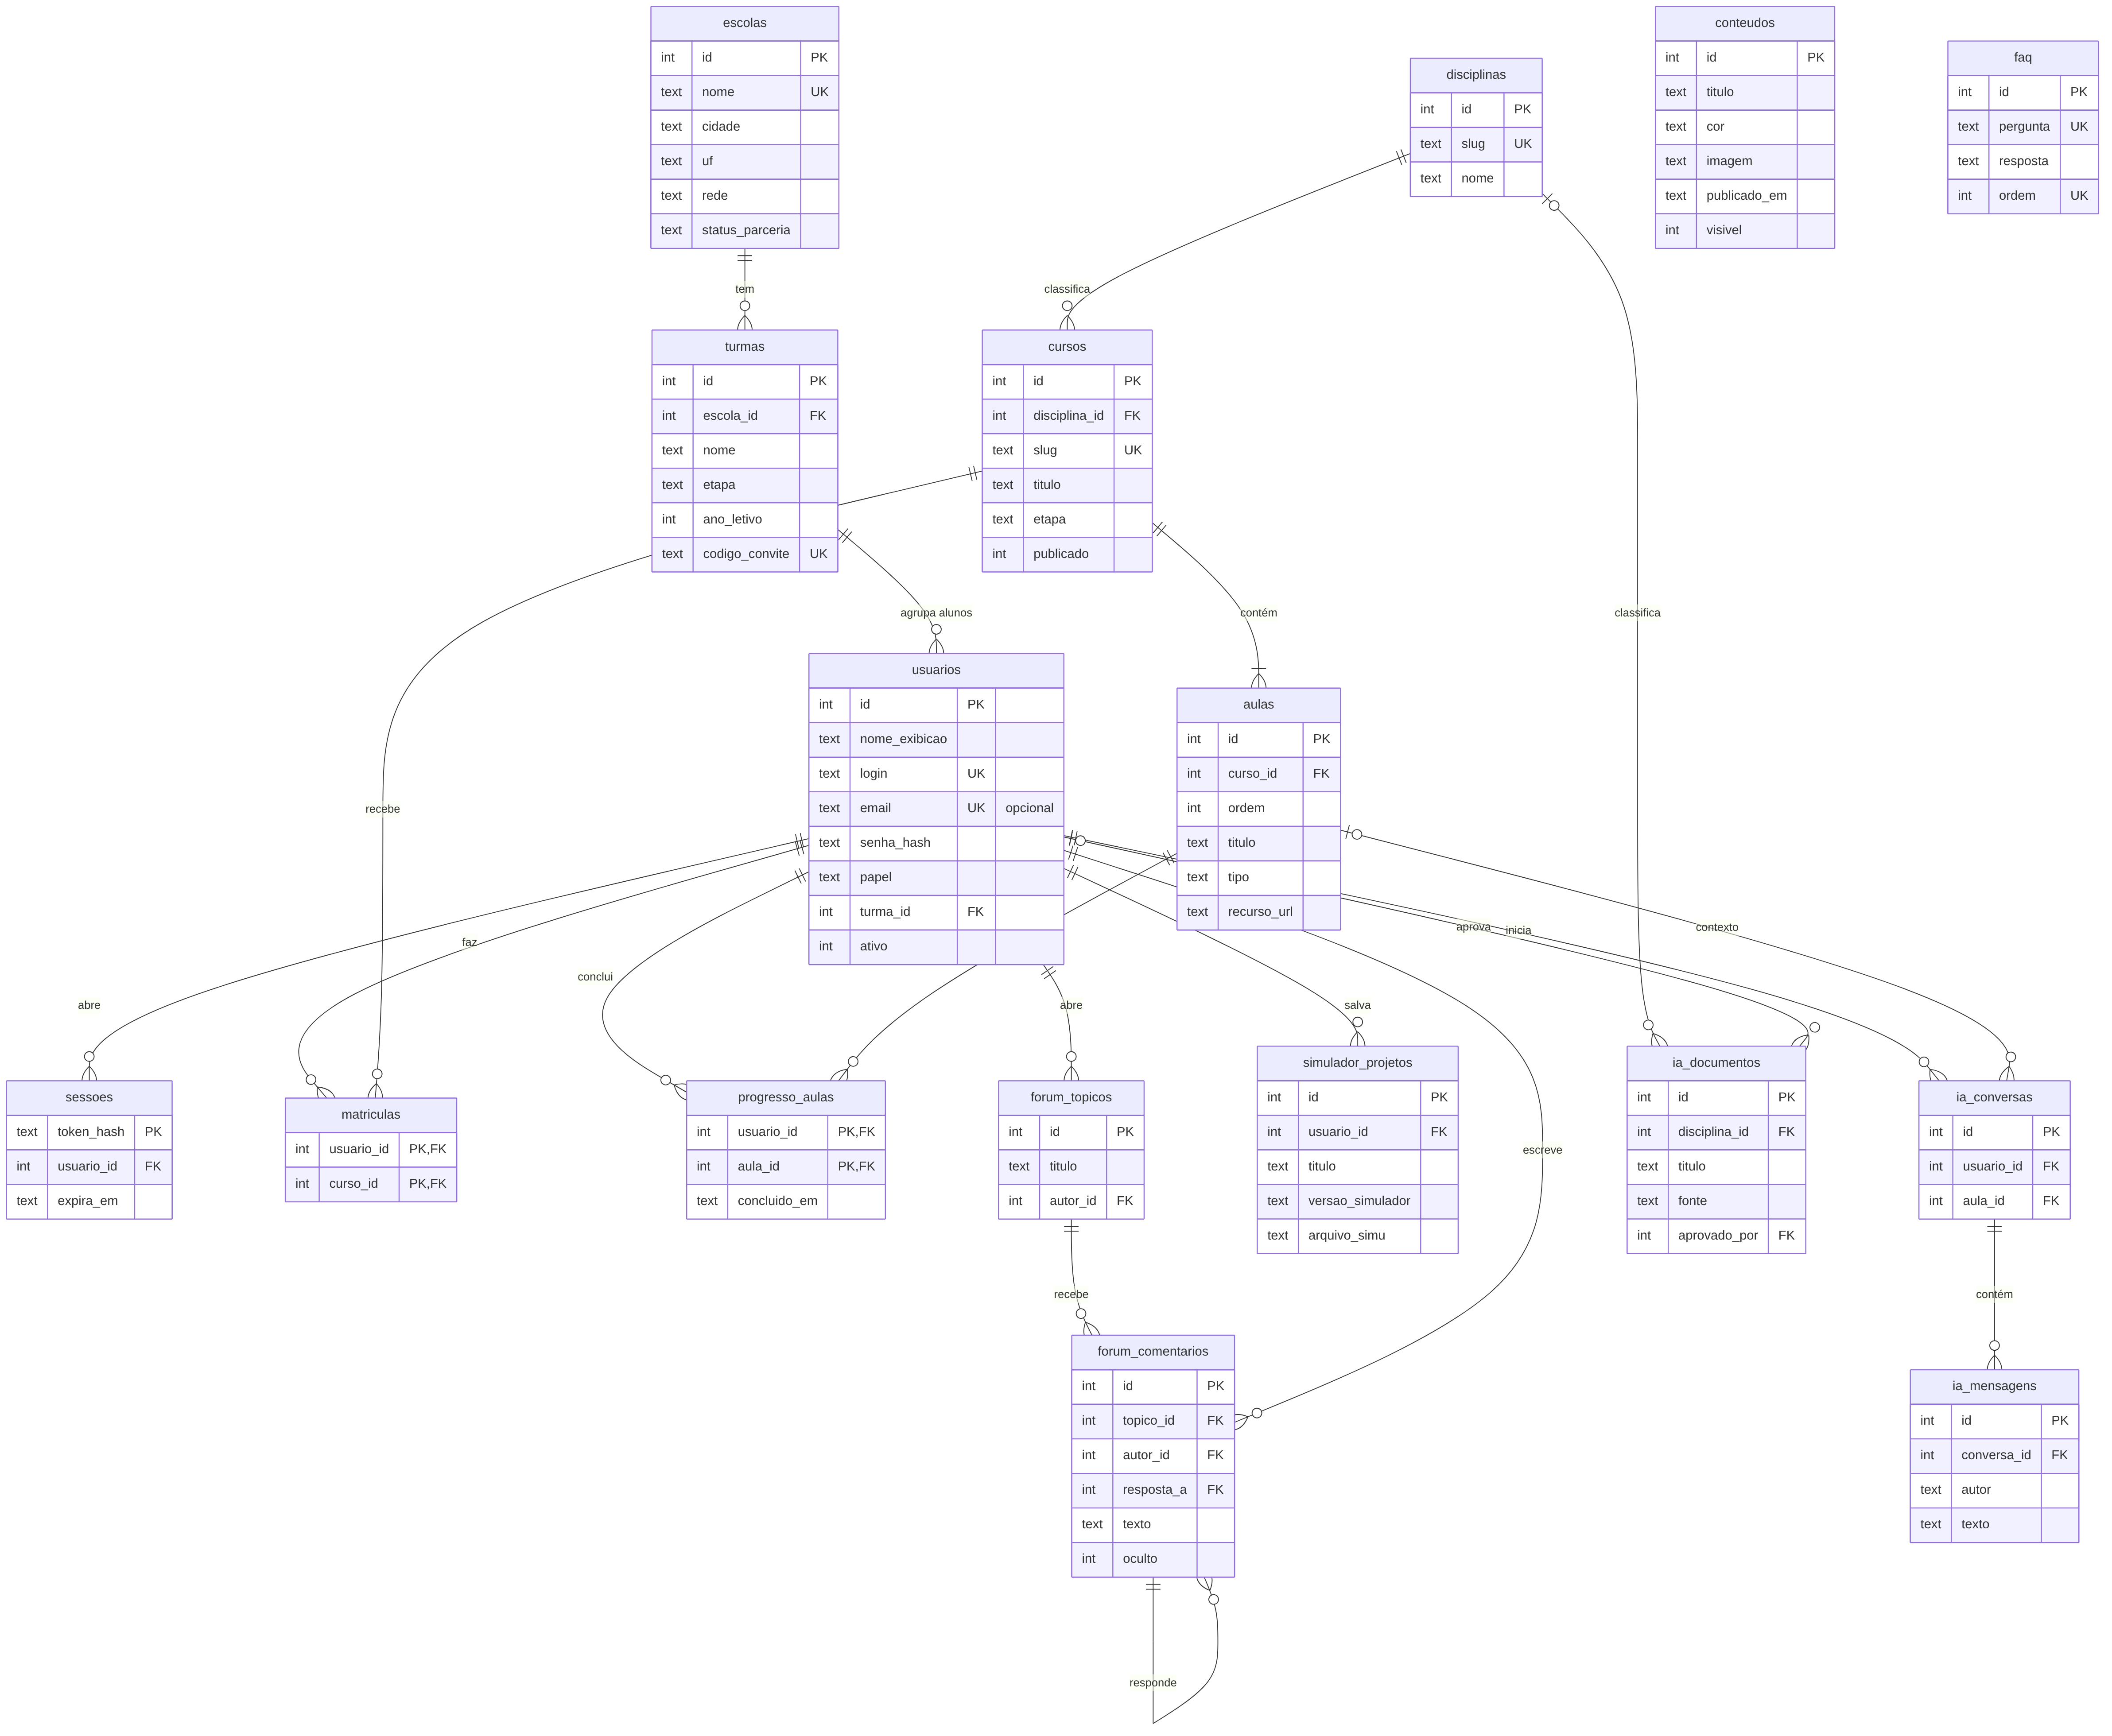 escolas
int id PK
text nome UK
text cidade
text uf
text rede
text status_parceria
disciplinas
int id PK
text slug UK
text nome
conteudos
int id PK
text titulo
text cor
text imagem
text publicado_em
int visivel
faq
int id PK
text pergunta UK
text resposta
int ordem UK
tem
classifica
turmas
int id PK
int escola_id FK
text nome
text etapa
int ano_letivo
text codigo_convite UK
cursos
int id PK
int disciplina_id FK
text slug UK
text titulo
text etapa
int publicado
agrupa alunos
contém
classifica
recebe
usuarios
int id PK
text nome_exibicao
text login UK
text email UK opcional
text senha_hash
text papel
int turma_id FK
int ativo
aulas
int id PK
int curso_id FK
int ordem
text titulo
text tipo
text recurso_url
abre
faz
conclui
abre
salva
escreve
aprova
inicia
contexto
sessoes
text token_hash PK
int usuario_id FK
text expira_em
matriculas
int usuario_id PK,FK
int curso_id PK,FK
progresso_aulas
int usuario_id PK,FK
int aula_id PK,FK
text concluido_em
forum_topicos
int id PK
text titulo
int autor_id FK
simulador_projetos
int id PK
int usuario_id FK
text titulo
text versao_simulador
text arquivo_simu
ia_documentos
int id PK
int disciplina_id FK
text titulo
text fonte
int aprovado_por FK
ia_conversas
int id PK
int usuario_id FK
int aula_id FK
recebe
contém
forum_comentarios
int id PK
int topico_id FK
int autor_id FK
int resposta_a FK
text texto
int oculto
ia_mensagens
int id PK
int conversa_id FK
text autor
text texto
responde